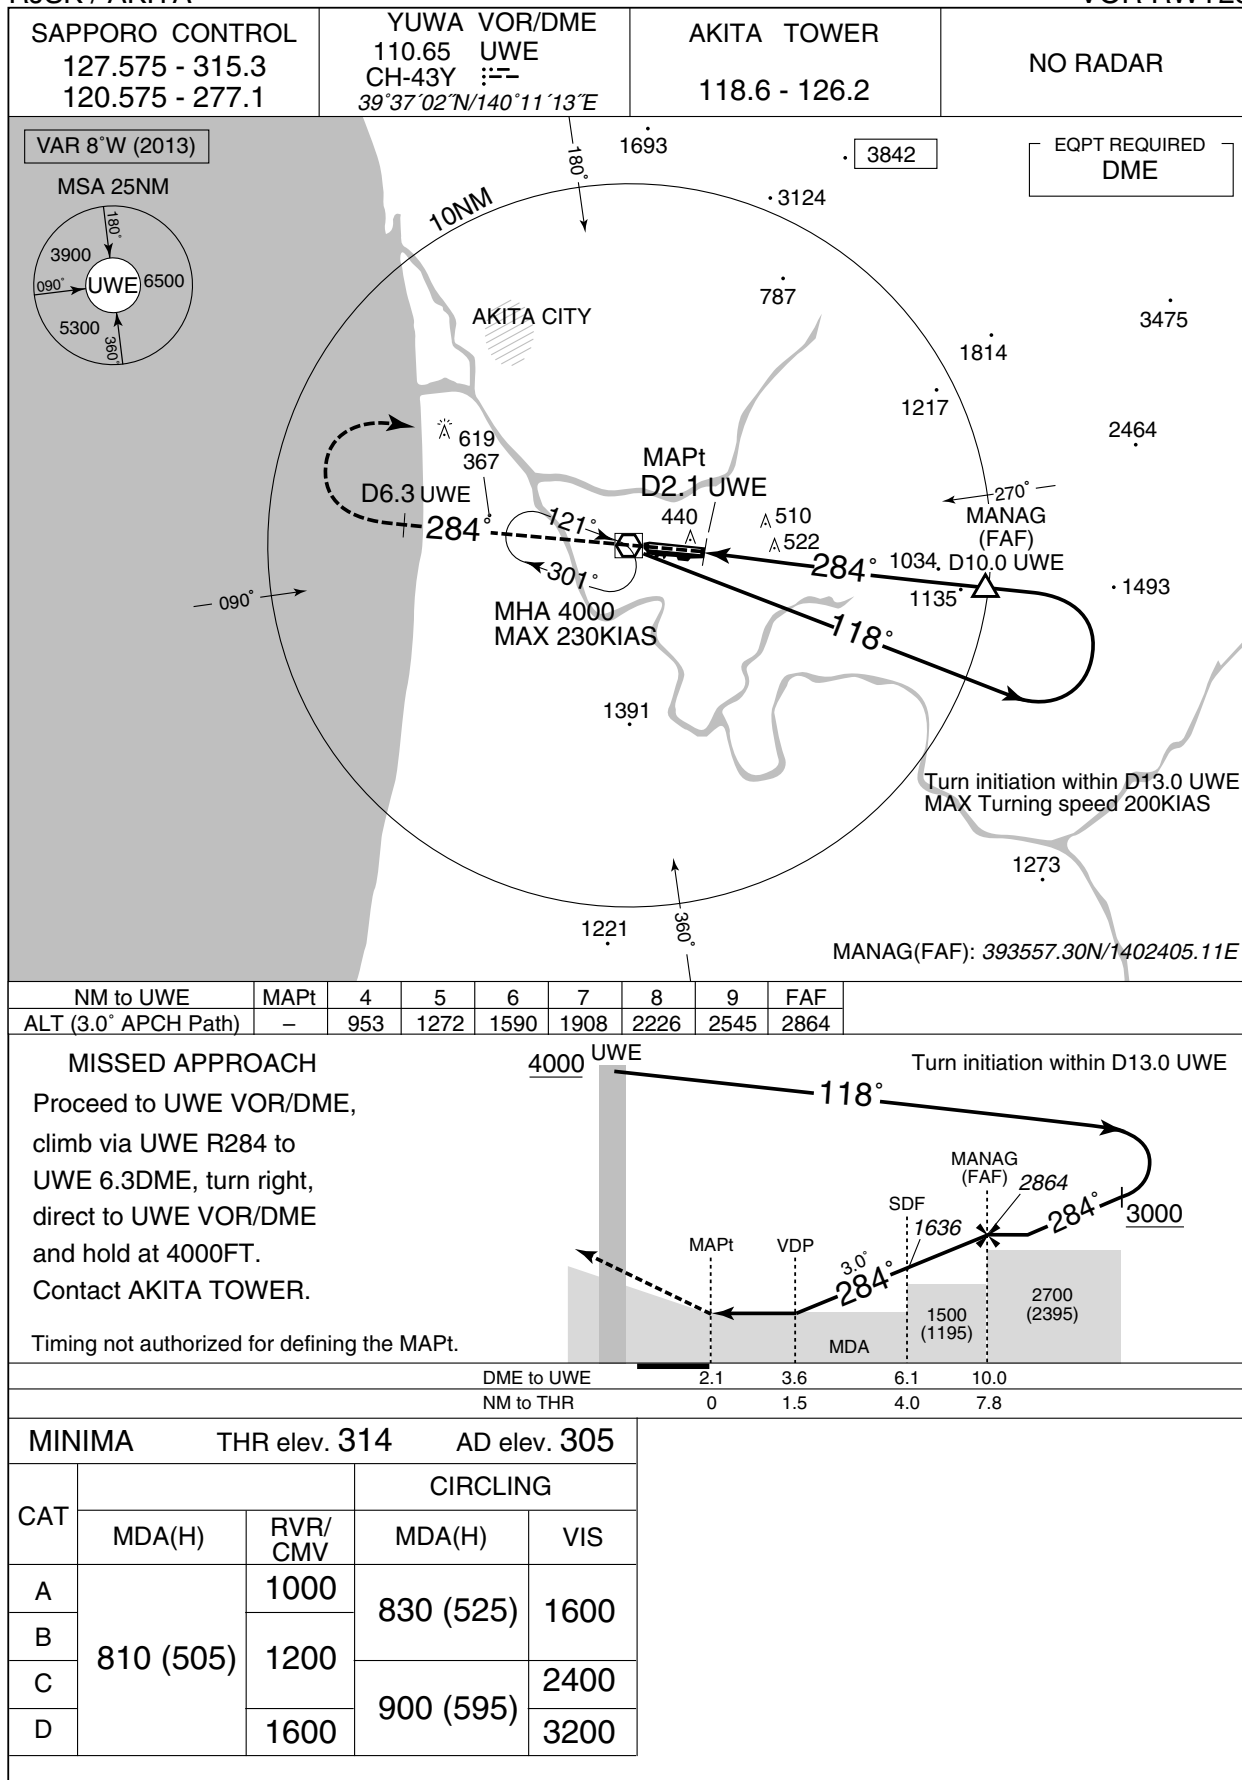 SAPPORO CONTROL
127.575 - 315.3
120.575 - 277.1
YUWA VOR/DME
110.65 UWE
CH-43Y
39°37´02˝N/140°11´13˝E
AKITA TOWER
118.6 - 126.2
NO RADAR
VAR 8°W (2013)
MSA 25NM
180°
3900
090°
UWE
6500
5300
360°
180°
1693
3842
EQPT REQUIRED
DME
10NM
3124
787
AKITA CITY
3475
1814
1217
2464
619
367
MAPt
D2.1 UWE
D6.3 UWE
284°
121°
440
510
522
270°
MANAG
(FAF)
D10.0 UWE
284°
1034
1135
1493
301°
090°
MHA 4000
MAX 230KIAS
118°
1391
Turn initiation within D13.0 UWE
MAX Turning speed 200KIAS
1273
1221
360°
MANAG(FAF): 393557.30N/1402405.11E
NM to UWE MAPt 4 5 6 7 8 9 FAF
ALT (3.0° APCH Path) – 953 1272 1590 1908 2226 2545 2864
MISSED APPROACH
Proceed to UWE VOR/DME,
climb via UWE R284 to
UWE 6.3DME, turn right,
direct to UWE VOR/DME
and hold at 4000FT.
Contact AKITA TOWER.
Timing not authorized for defining the MAPt.
UWE
4000
Turn initiation within D13.0 UWE
118°
MANAG
(FAF)
2864
SDF
1636
284°
3000
MAPt
VDP
3.0°
284°
2700
(2395)
1500
(1195)
MDA
DME to UWE 2.1 3.6 6.1 10.0
NM to THR 0 1.5 4.0 7.8
MINIMA THR elev. 314 AD elev. 305
CAT
CIRCLING
MDA(H)
RVR/
CMV
MDA(H)
VIS
A
1000
830 (525)
1600
B
810 (505)
1200
C
2400
900 (595)
D
1600
3200